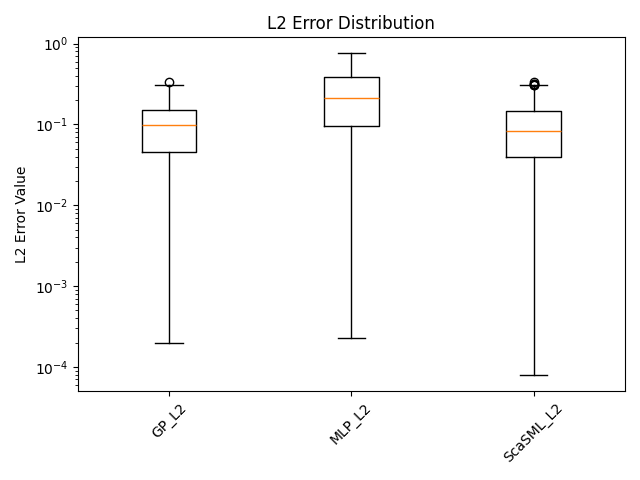 L2 Error Distribution
L2 Error Value
10^0
10^-1
10^-2
10^-3
10^-4
GP_L2
MLP_L2
ScaSML_L2